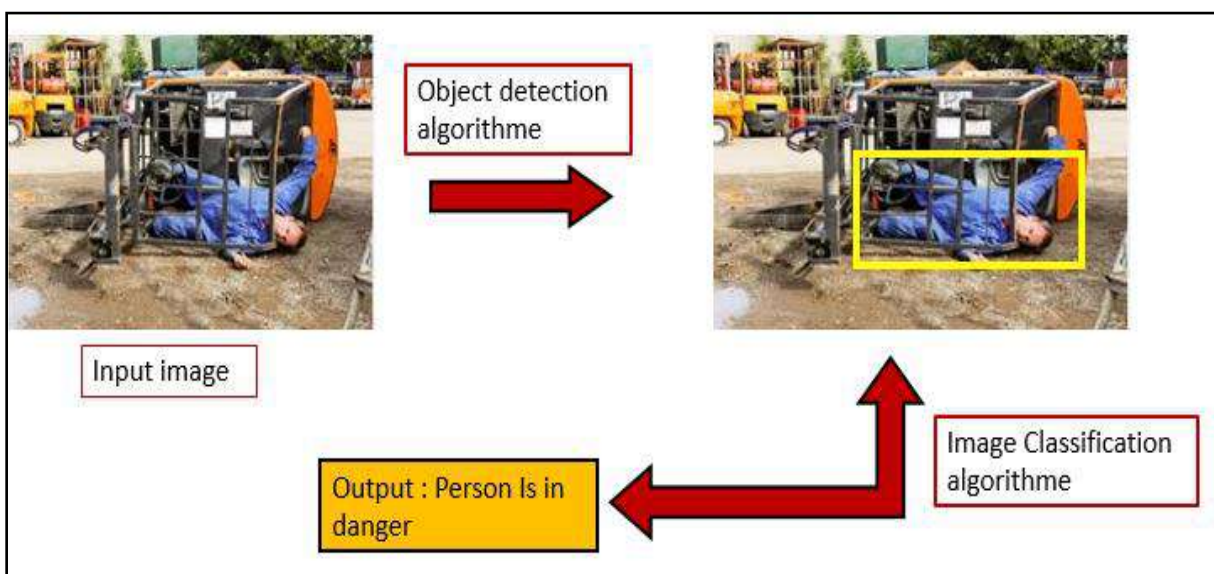 Object detection
algorithme
Input image
Image Classification
algorithme
Output : Person Is in
danger